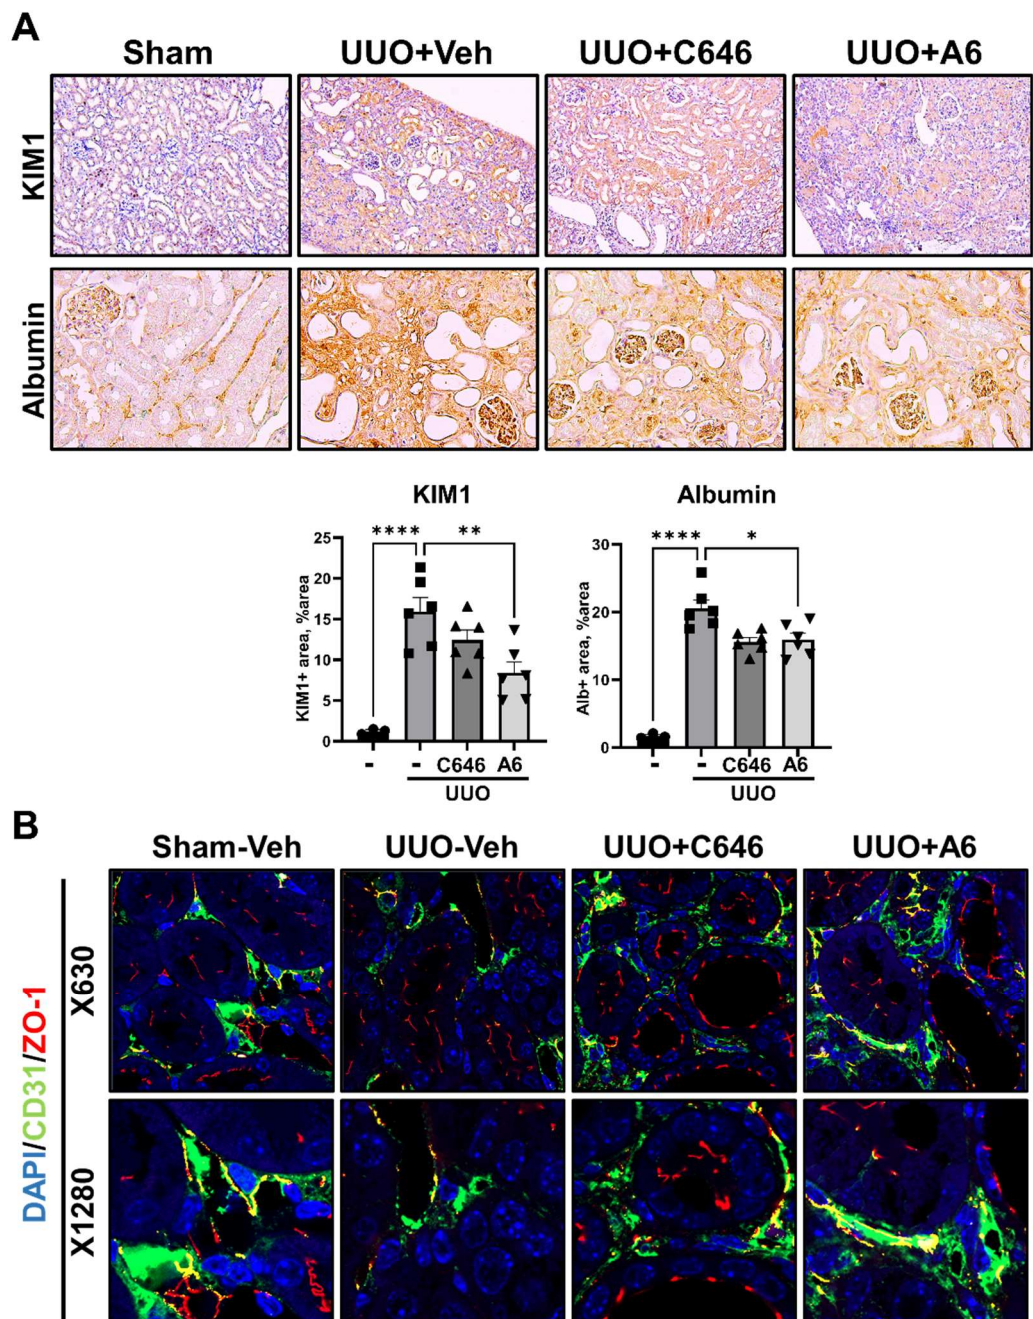 A
Sham UUO+Veh UUO+C646 UUO+A6
KIM1
Albumin
KIM1
**** **
KIM1+ area, %area
25
20
15
10
5
0
- - C646 A6
UUO
Albumin
**** *
Alb+ area, %area
30
20
10
0
- - C646 A6
UUO
B
Sham-Veh UUO-Veh UUO+C646 UUO+A6
DAPI/CD31/ZO-1
X630
X1280